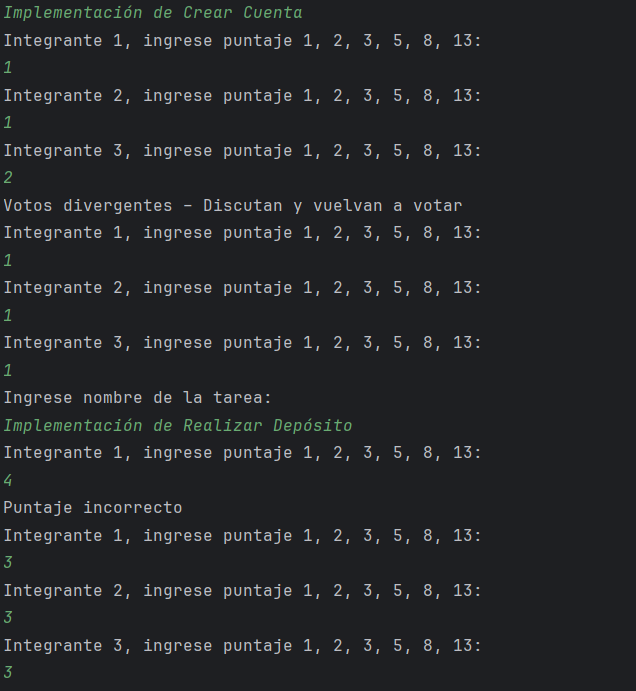 Implementación de Crear Cuenta
Integrante 1, ingrese puntaje 1, 2, 3, 5, 8, 13:
1
Integrante 2, ingrese puntaje 1, 2, 3, 5, 8, 13:
1
Integrante 3, ingrese puntaje 1, 2, 3, 5, 8, 13:
2
Votos divergentes – Discutan y vuelvan a votar
Integrante 1, ingrese puntaje 1, 2, 3, 5, 8, 13:
1
Integrante 2, ingrese puntaje 1, 2, 3, 5, 8, 13:
1
Integrante 3, ingrese puntaje 1, 2, 3, 5, 8, 13:
1
Ingrese nombre de la tarea:
Implementación de Realizar Depósito
Integrante 1, ingrese puntaje 1, 2, 3, 5, 8, 13:
4
Puntaje incorrecto
Integrante 1, ingrese puntaje 1, 2, 3, 5, 8, 13:
3
Integrante 2, ingrese puntaje 1, 2, 3, 5, 8, 13:
3
Integrante 3, ingrese puntaje 1, 2, 3, 5, 8, 13:
3